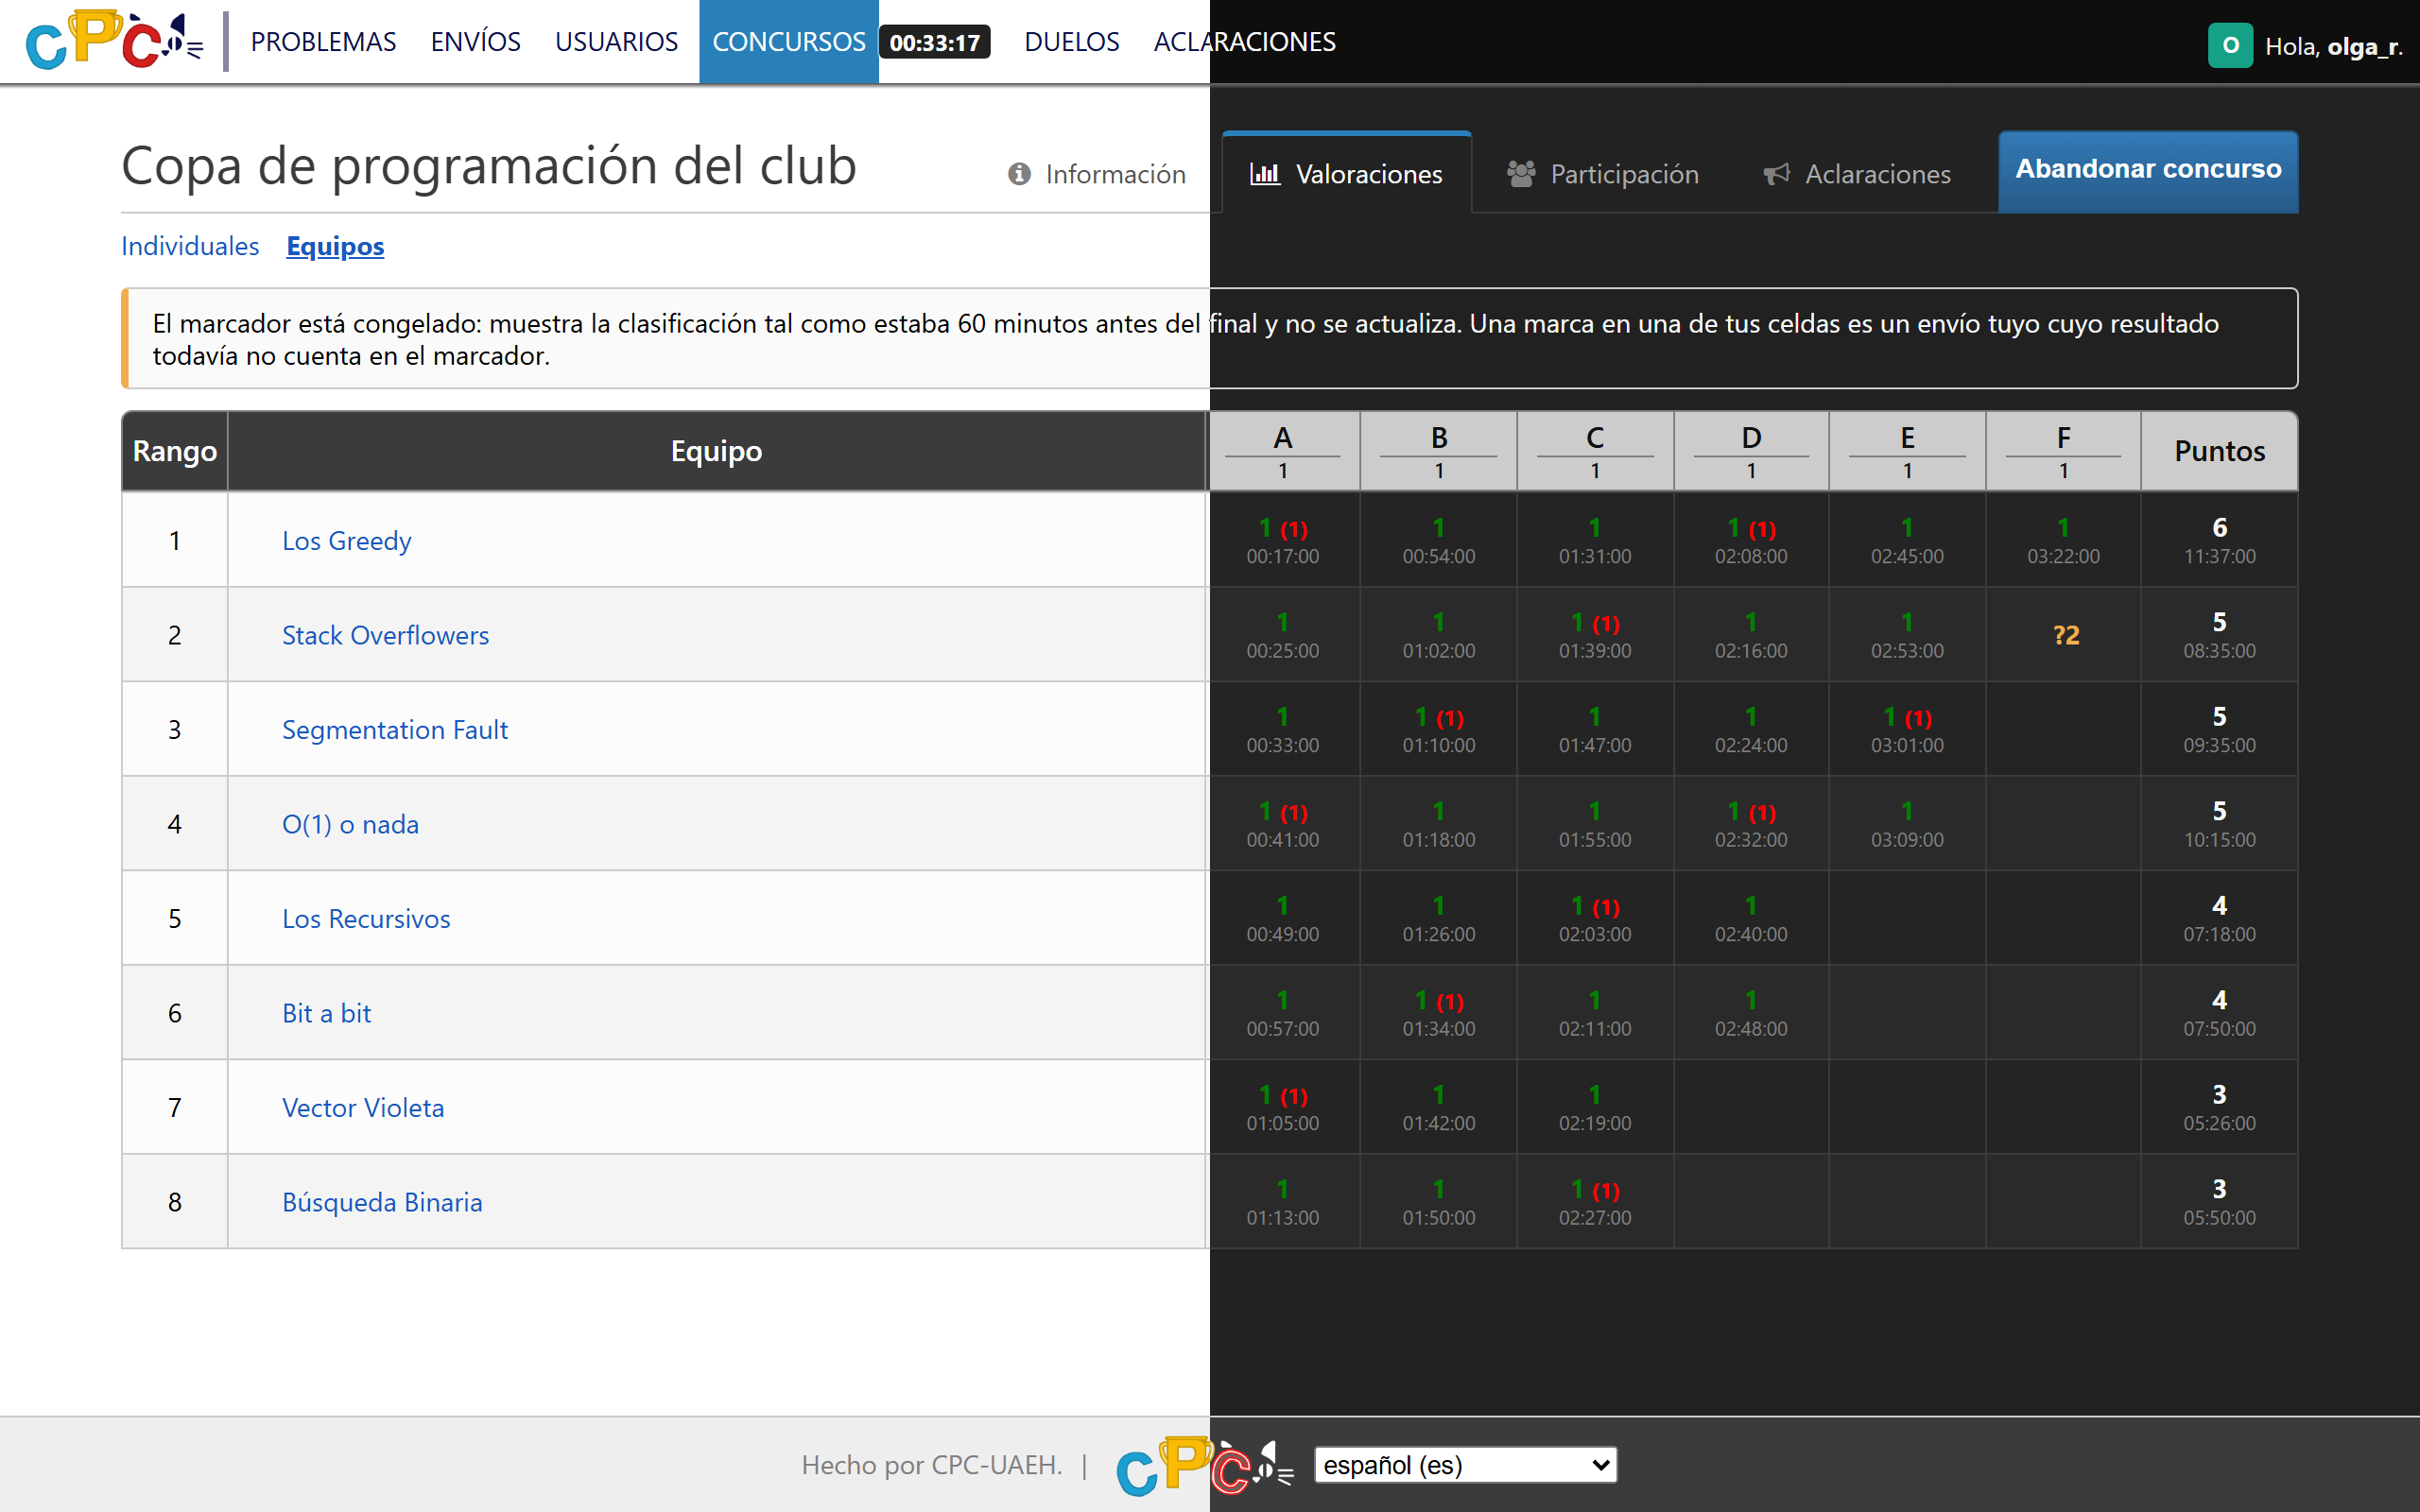 CPC PROBLEMAS ENVÍOS USUARIOS CONCURSOS 00:33:17 DUELOS ACLARACIONES O Hola, olga_r.
Copa de programación del club Información Valoraciones Participación Aclaraciones Abandonar concurso
Individuales Equipos
El marcador está congelado: muestra la clasificación tal como estaba 60 minutos antes del final y no se actualiza. Una marca en una de tus celdas es un envío tuyo cuyo resultado
todavía no cuenta en el marcador.
Rango Equipo A B C D E F Puntos
1 1 1 1 1 1
1 Los Greedy 1 (1) 1 1 1 (1) 1 1 6
00:17:00 00:54:00 01:31:00 02:08:00 02:45:00 03:22:00 11:37:00
2 Stack Overflowers 1 1 1 (1) 1 1 ?2 5
00:25:00 01:02:00 01:39:00 02:16:00 02:53:00 08:35:00
3 Segmentation Fault 1 1 (1) 1 1 1 (1) 5
00:33:00 01:10:00 01:47:00 02:24:00 03:01:00 09:35:00
4 O(1) o nada 1 (1) 1 1 1 (1) 1 5
00:41:00 01:18:00 01:55:00 02:32:00 03:09:00 10:15:00
5 Los Recursivos 1 1 1 (1) 1 4
00:49:00 01:26:00 02:03:00 02:40:00 07:18:00
6 Bit a bit 1 1 (1) 1 1 4
00:57:00 01:34:00 02:11:00 02:48:00 07:50:00
7 Vector Violeta 1 (1) 1 1 3
01:05:00 01:42:00 02:19:00 05:26:00
8 Búsqueda Binaria 1 1 1 (1) 3
01:13:00 01:50:00 02:27:00 05:50:00
Hecho por CPC-UAEH. | CPC español (es)